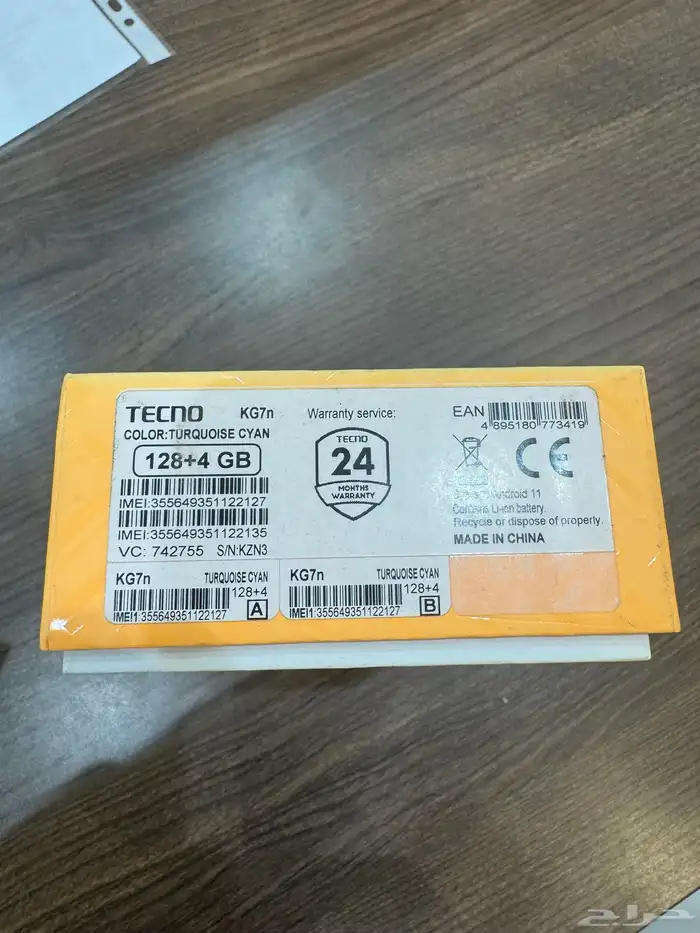 TECNO KG7n
COLOR:TURQUOISE CYAN
128+4 GB
IMEI:355649351122127
IMEI:355649351122135
VC: 742755 S/N:KZN3
Warranty service:
TECNO
24
MONTHS
WARRANTY
EAN
4 895180 773419
CE
Android 11
Contains Li-ion battery.
Recycle or dispose of properly.
MADE IN CHINA
KG7n TURQUOISE CYAN
128+4
IMEI1:355649351122127 A
KG7n TURQUOISE CYAN
128+4
IMEI1:355649351122127 B
حراج